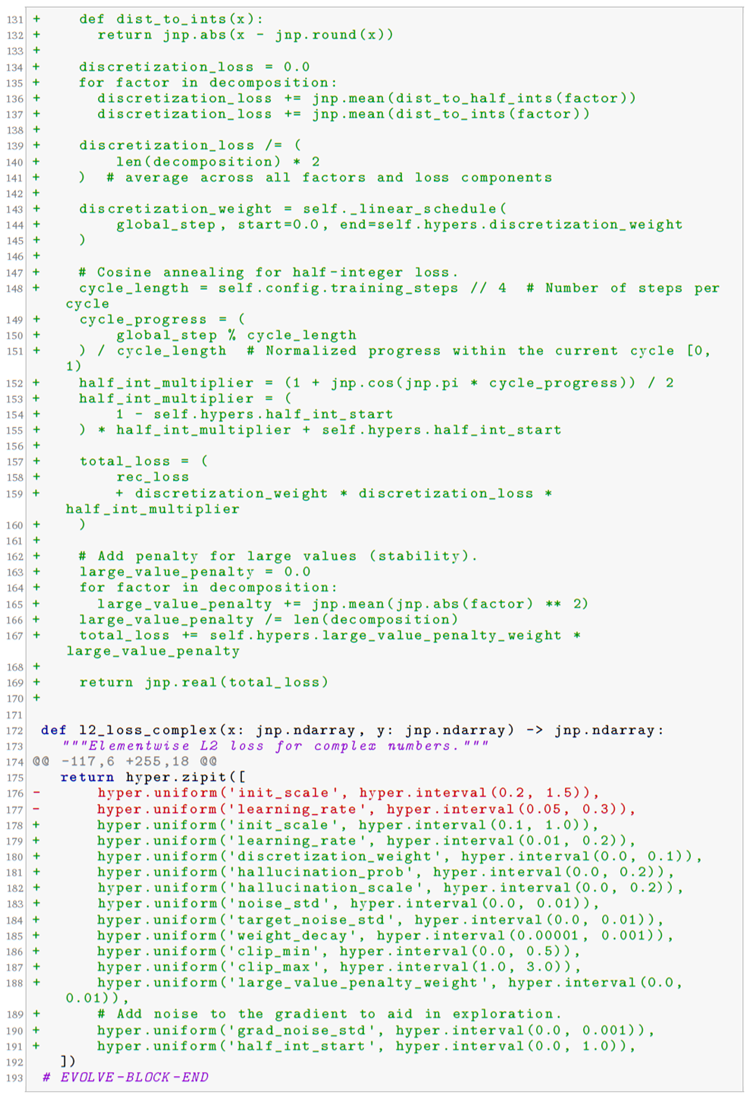 131 +     def dist_to_ints(x):
132 +       return jnp.abs(x - jnp.round(x))
133 +
134 +     discretization_loss = 0.0
135 +     for factor in decomposition:
136 +       discretization_loss += jnp.mean(dist_to_half_ints(factor))
137 +       discretization_loss += jnp.mean(dist_to_ints(factor))
138 +
139 +     discretization_loss /= (
140 +         len(decomposition) * 2
141 +     )  # average across all factors and loss components
142 +
143 +     discretization_weight = self._linear_schedule(
144 +         global_step, start=0.0, end=self.hypers.discretization_weight
145 +     )
146 +
147 +     # Cosine annealing for half-integer loss.
148 +     cycle_length = self.config.training_steps // 4  # Number of steps per
cycle
149 +     cycle_progress = (
150 +         global_step % cycle_length
151 +     ) / cycle_length  # Normalized progress within the current cycle [0,
1)
152 +     half_int_multiplier = (1 + jnp.cos(jnp.pi * cycle_progress)) / 2
153 +     half_int_multiplier = (
154 +         1 - self.hypers.half_int_start
155 +     ) * half_int_multiplier + self.hypers.half_int_start
156 +
157 +     total_loss = (
158 +         rec_loss
159 +         + discretization_weight * discretization_loss *
half_int_multiplier
160 +     )
161 +
162 +     # Add penalty for large values (stability).
163 +     large_value_penalty = 0.0
164 +     for factor in decomposition:
165 +       large_value_penalty += jnp.mean(jnp.abs(factor) ** 2)
166 +     large_value_penalty /= len(decomposition)
167 +     total_loss += self.hypers.large_value_penalty_weight *
large_value_penalty
168 +
169 +     return jnp.real(total_loss)
170 +
171
172  def l2_loss_complex(x: jnp.ndarray, y: jnp.ndarray) -> jnp.ndarray:
173    """Elementwise L2 loss for complex numbers."""
174 @@ -117,6 +255,18 @@
175    return hyper.zipit([
176 -       hyper.uniform('init_scale', hyper.interval(0.2, 1.5)),
177 -       hyper.uniform('learning_rate', hyper.interval(0.05, 0.3)),
178 +       hyper.uniform('init_scale', hyper.interval(0.1, 1.0)),
179 +       hyper.uniform('learning_rate', hyper.interval(0.01, 0.2)),
180 +       hyper.uniform('discretization_weight', hyper.interval(0.0, 0.1)),
181 +       hyper.uniform('hallucination_prob', hyper.interval(0.0, 0.2)),
182 +       hyper.uniform('hallucination_scale', hyper.interval(0.0, 0.2)),
183 +       hyper.uniform('noise_std', hyper.interval(0.0, 0.01)),
184 +       hyper.uniform('target_noise_std', hyper.interval(0.0, 0.01)),
185 +       hyper.uniform('weight_decay', hyper.interval(0.00001, 0.001)),
186 +       hyper.uniform('clip_min', hyper.interval(0.0, 0.5)),
187 +       hyper.uniform('clip_max', hyper.interval(1.0, 3.0)),
188 +       hyper.uniform('large_value_penalty_weight', hyper.interval(0.0,
0.01)),
189 +       # Add noise to the gradient to aid in exploration.
190 +       hyper.uniform('grad_noise_std', hyper.interval(0.0, 0.001)),
191 +       hyper.uniform('half_int_start', hyper.interval(0.0, 1.0)),
192    ])
193  # EVOLVE-BLOCK-END